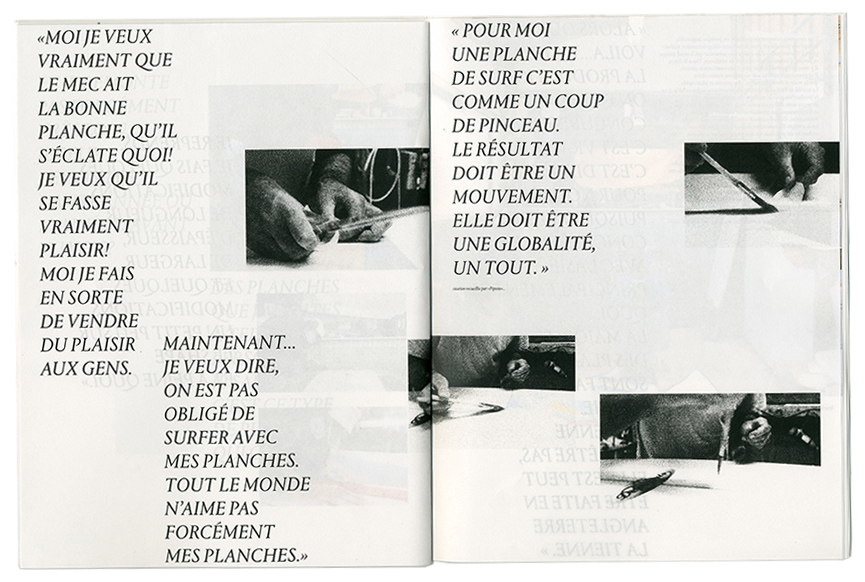 «MOI JE VEUX
VRAIMENT QUE
LE MEC AIT
LA BONNE
PLANCHE, QU’IL
S’ÉCLATE QUOI!
JE VEUX QU’IL
SE FASSE
VRAIMENT
PLAISIR!
MOI JE FAIS
EN SORTE
DE VENDRE
DU PLAISIR
AUX GENS.
MAINTENANT...
JE VEUX DIRE,
ON EST PAS
OBLIGÉ DE
SURFER AVEC
MES PLANCHES.
TOUT LE MONDE
N’AIME PAS
FORCÉMENT
MES PLANCHES.»
« POUR MOI
UNE PLANCHE
DE SURF C’EST
COMME UN COUP
DE PINCEAU.
LE RÉSULTAT
DOIT ÊTRE UN
MOUVEMENT.
ELLE DOIT ÊTRE
UNE GLOBALITÉ,
UN TOUT. »